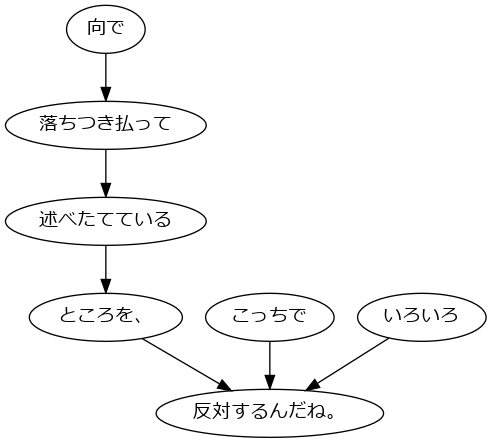 向で
落ちつき払って
述べたてている
ところを、
こっちで
いろいろ
反対するんだね。